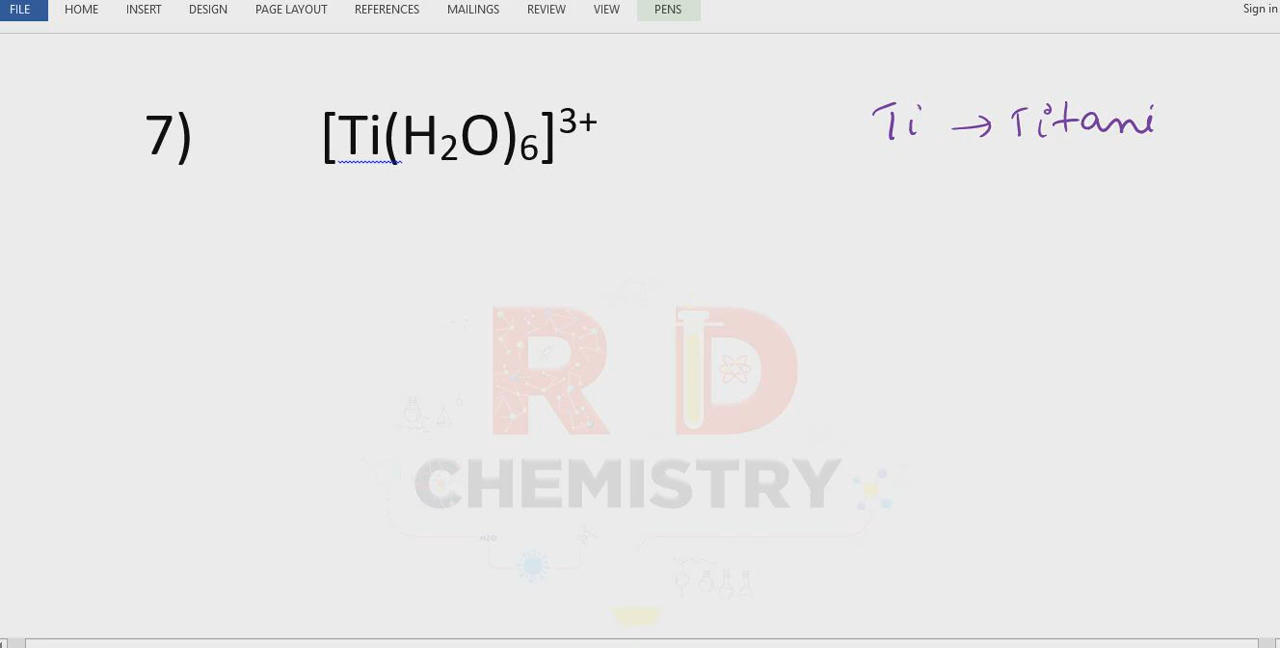 FILE HOME INSERT DESIGN PAGE LAYOUT REFERENCES MAILINGS REVIEW VIEW PENS Sign in
7) [Ti(H₂O)₆]³⁺ Ti → Titani
R D
CHEMISTRY
H2O